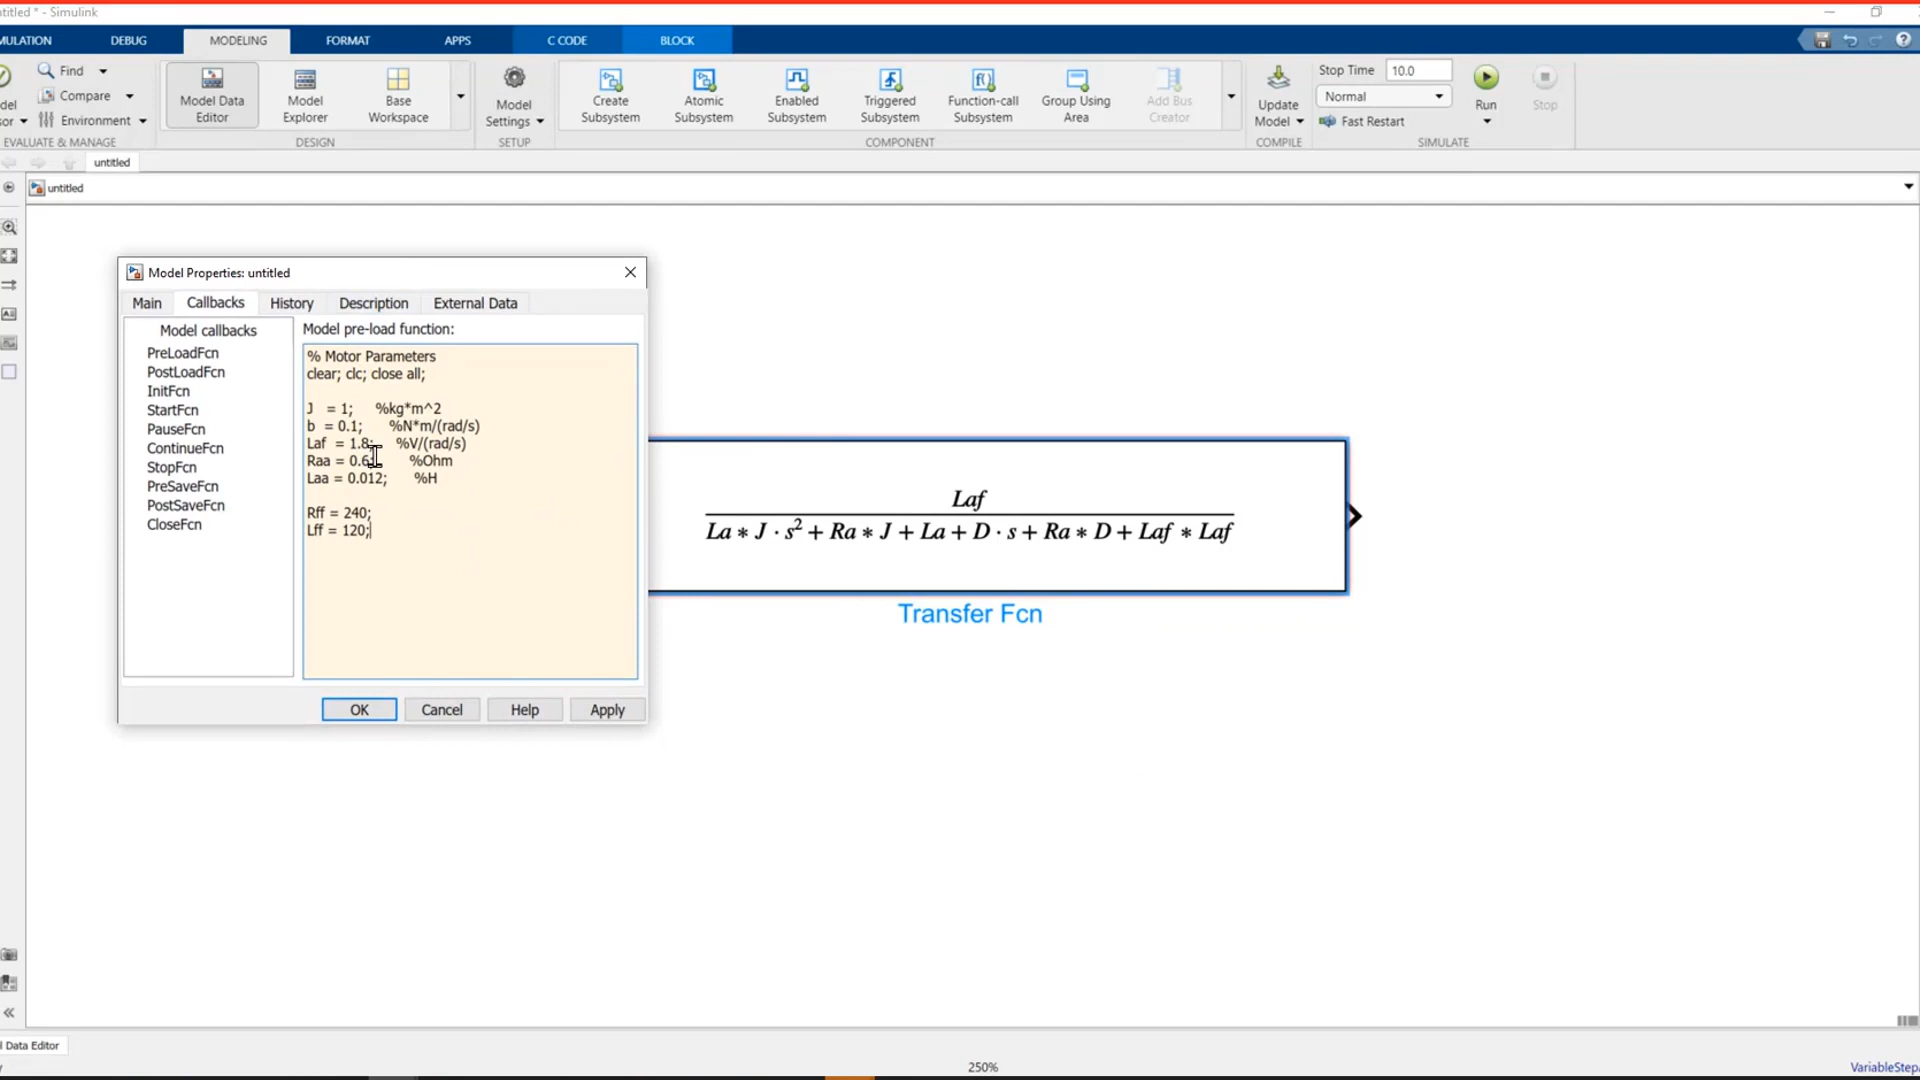 ntitled * - Simulink
MULATION DEBUG MODELING FORMAT APPS C CODE BLOCK
Find
Compare
Environment
Model Data Editor
Model Explorer
Base Workspace
Model Settings
Create Subsystem
Atomic Subsystem
Enabled Subsystem
Triggered Subsystem
Function-call Subsystem
Group Using Area
Add Bus Creator
Update Model
Stop Time 10.0
Normal
Fast Restart
Run
Stop
EVALUATE & MANAGE DESIGN SETUP COMPONENT COMPILE SIMULATE
untitled
untitled
Model Properties: untitled
Main Callbacks History Description External Data
Model callbacks
PreLoadFcn
PostLoadFcn
InitFcn
StartFcn
PauseFcn
ContinueFcn
StopFcn
PreSaveFcn
PostSaveFcn
CloseFcn
Model pre-load function:
% Motor Parameters
clear; clc; close all;
J = 1; %kg*m^2
b = 0.1; %N*m/(rad/s)
Laf = 1.8; %V/(rad/s)
Raa = 0.6; %Ohm
Laa = 0.012; %H
Rff = 240;
Lff = 120;
OK Cancel Help Apply
Laf
La * J · s² + Ra * J + La + D · s + Ra * D + Laf * Laf
Transfer Fcn
l Data Editor
250%
VariableStep